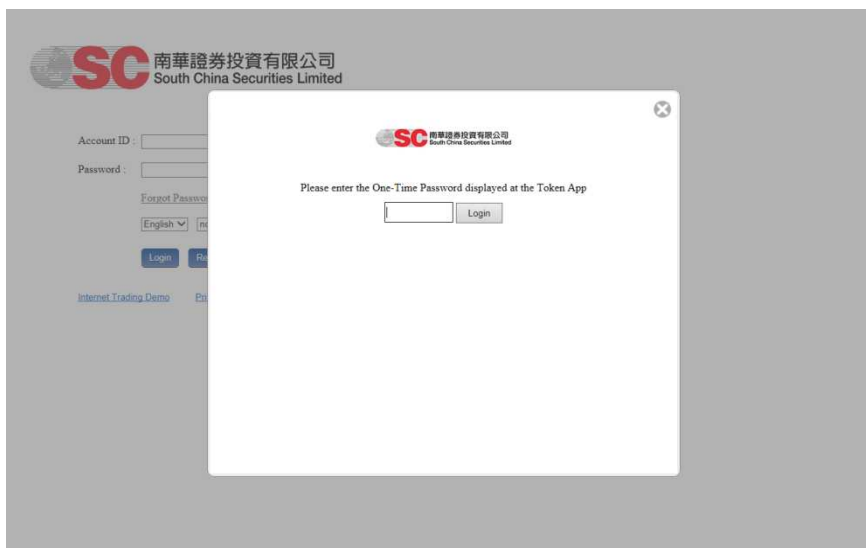 SC 南華證券投資有限公司
South China Securities Limited
SC 南華證券投資有限公司
South China Securities Limited
Account ID :
Password :
Please enter the One-Time Password displayed at the Token App
Forgot
Login
English
Login
Internet Trading Demo